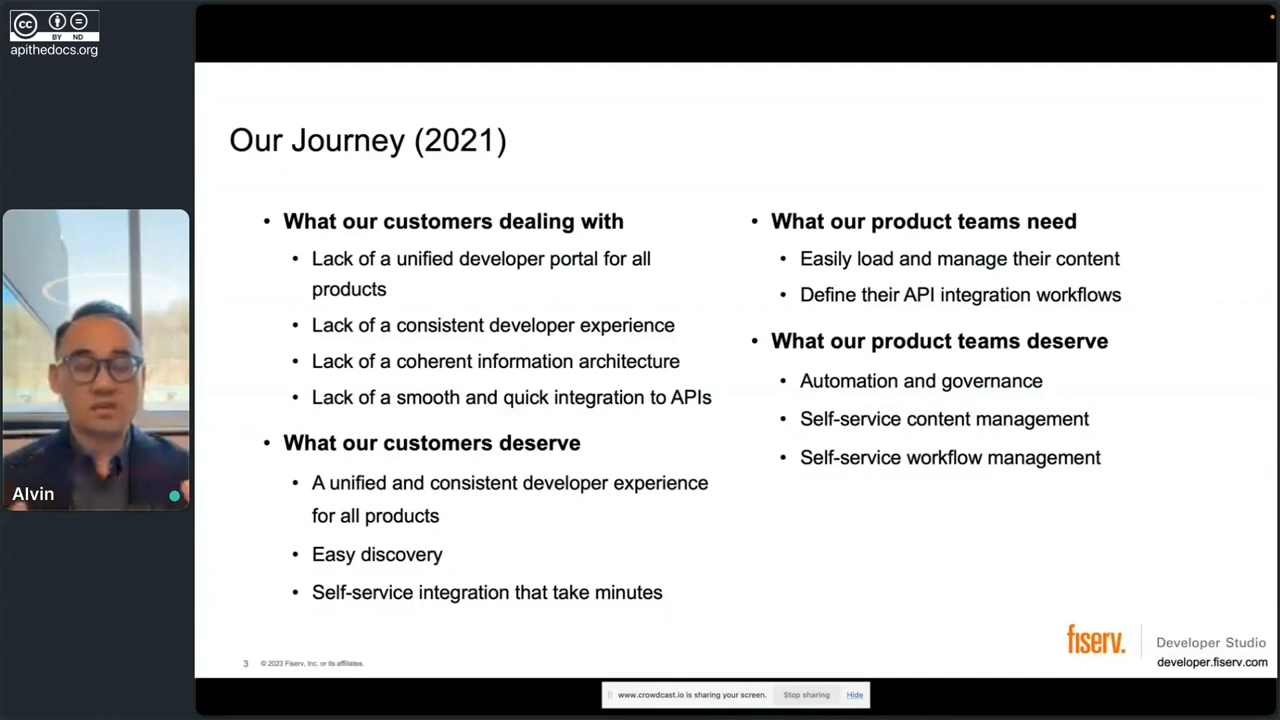 cc BY ND
apithedocs.org
Our Journey (2021)
• What our customers dealing with
• Lack of a unified developer portal for all
products
• Lack of a consistent developer experience
• Lack of a coherent information architecture
• Lack of a smooth and quick integration to APIs
• What our customers deserve
• A unified and consistent developer experience
for all products
• Easy discovery
• Self-service integration that take minutes
• What our product teams need
• Easily load and manage their content
• Define their API integration workflows
• What our product teams deserve
• Automation and governance
• Self-service content management
• Self-service workflow management
Alvin
3 © 2023 Fiserv, Inc. or its affiliates.
fiserv.
Developer Studio
developer.fiserv.com
www.crowdcast.io is sharing your screen. Stop sharing Hide